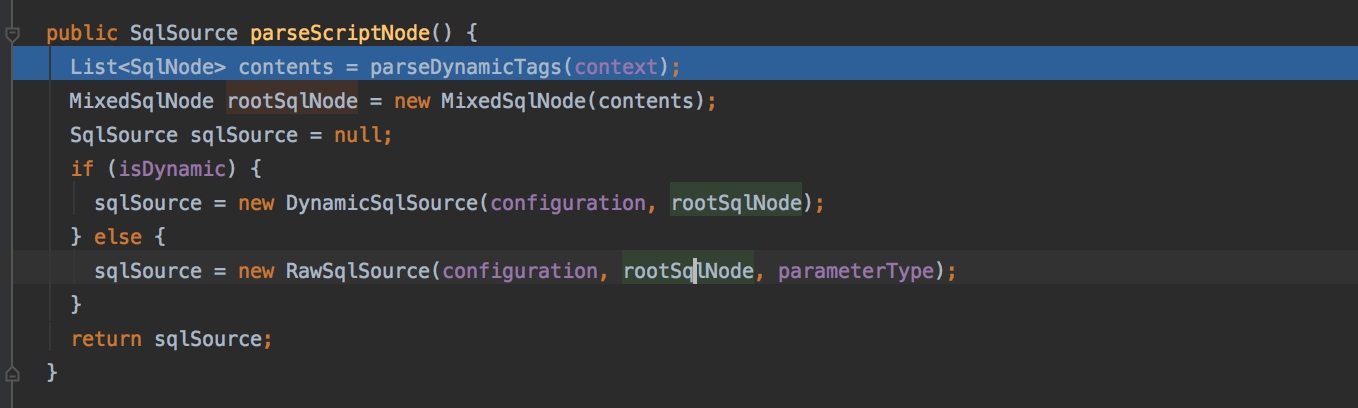 public SqlSource parseScriptNode() {
List<SqlNode> contents = parseDynamicTags(context);
MixedSqlNode rootSqlNode = new MixedSqlNode(contents);
SqlSource sqlSource = null;
if (isDynamic) {
sqlSource = new DynamicSqlSource(configuration, rootSqlNode);
} else {
sqlSource = new RawSqlSource(configuration, rootSqlNode, parameterType);
}
return sqlSource;
}